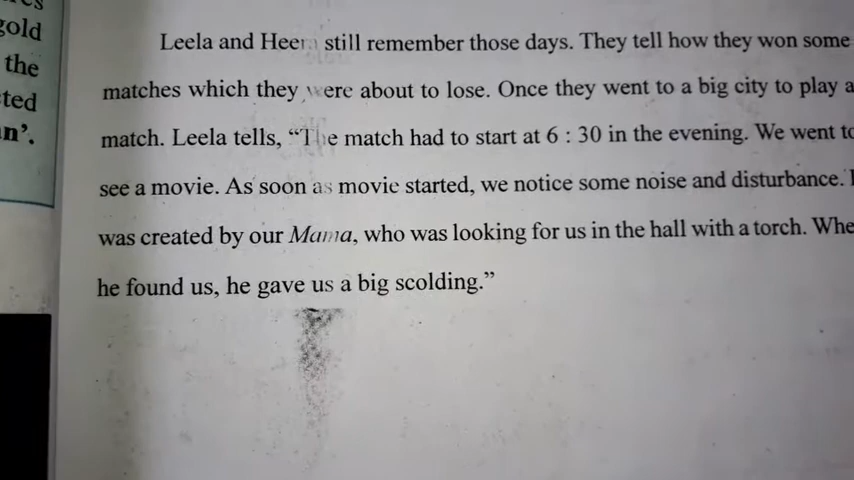 gold
the
n’.
Leela and Heera still remember those days. They tell how they won some
matches which they were about to lose. Once they went to a big city to play a
match. Leela tells, “The match had to start at 6 : 30 in the evening. We went to
see a movie. As soon as movie started, we notice some noise and disturbance.
was created by our Mama, who was looking for us in the hall with a torch. Whe
he found us, he gave us a big scolding.”